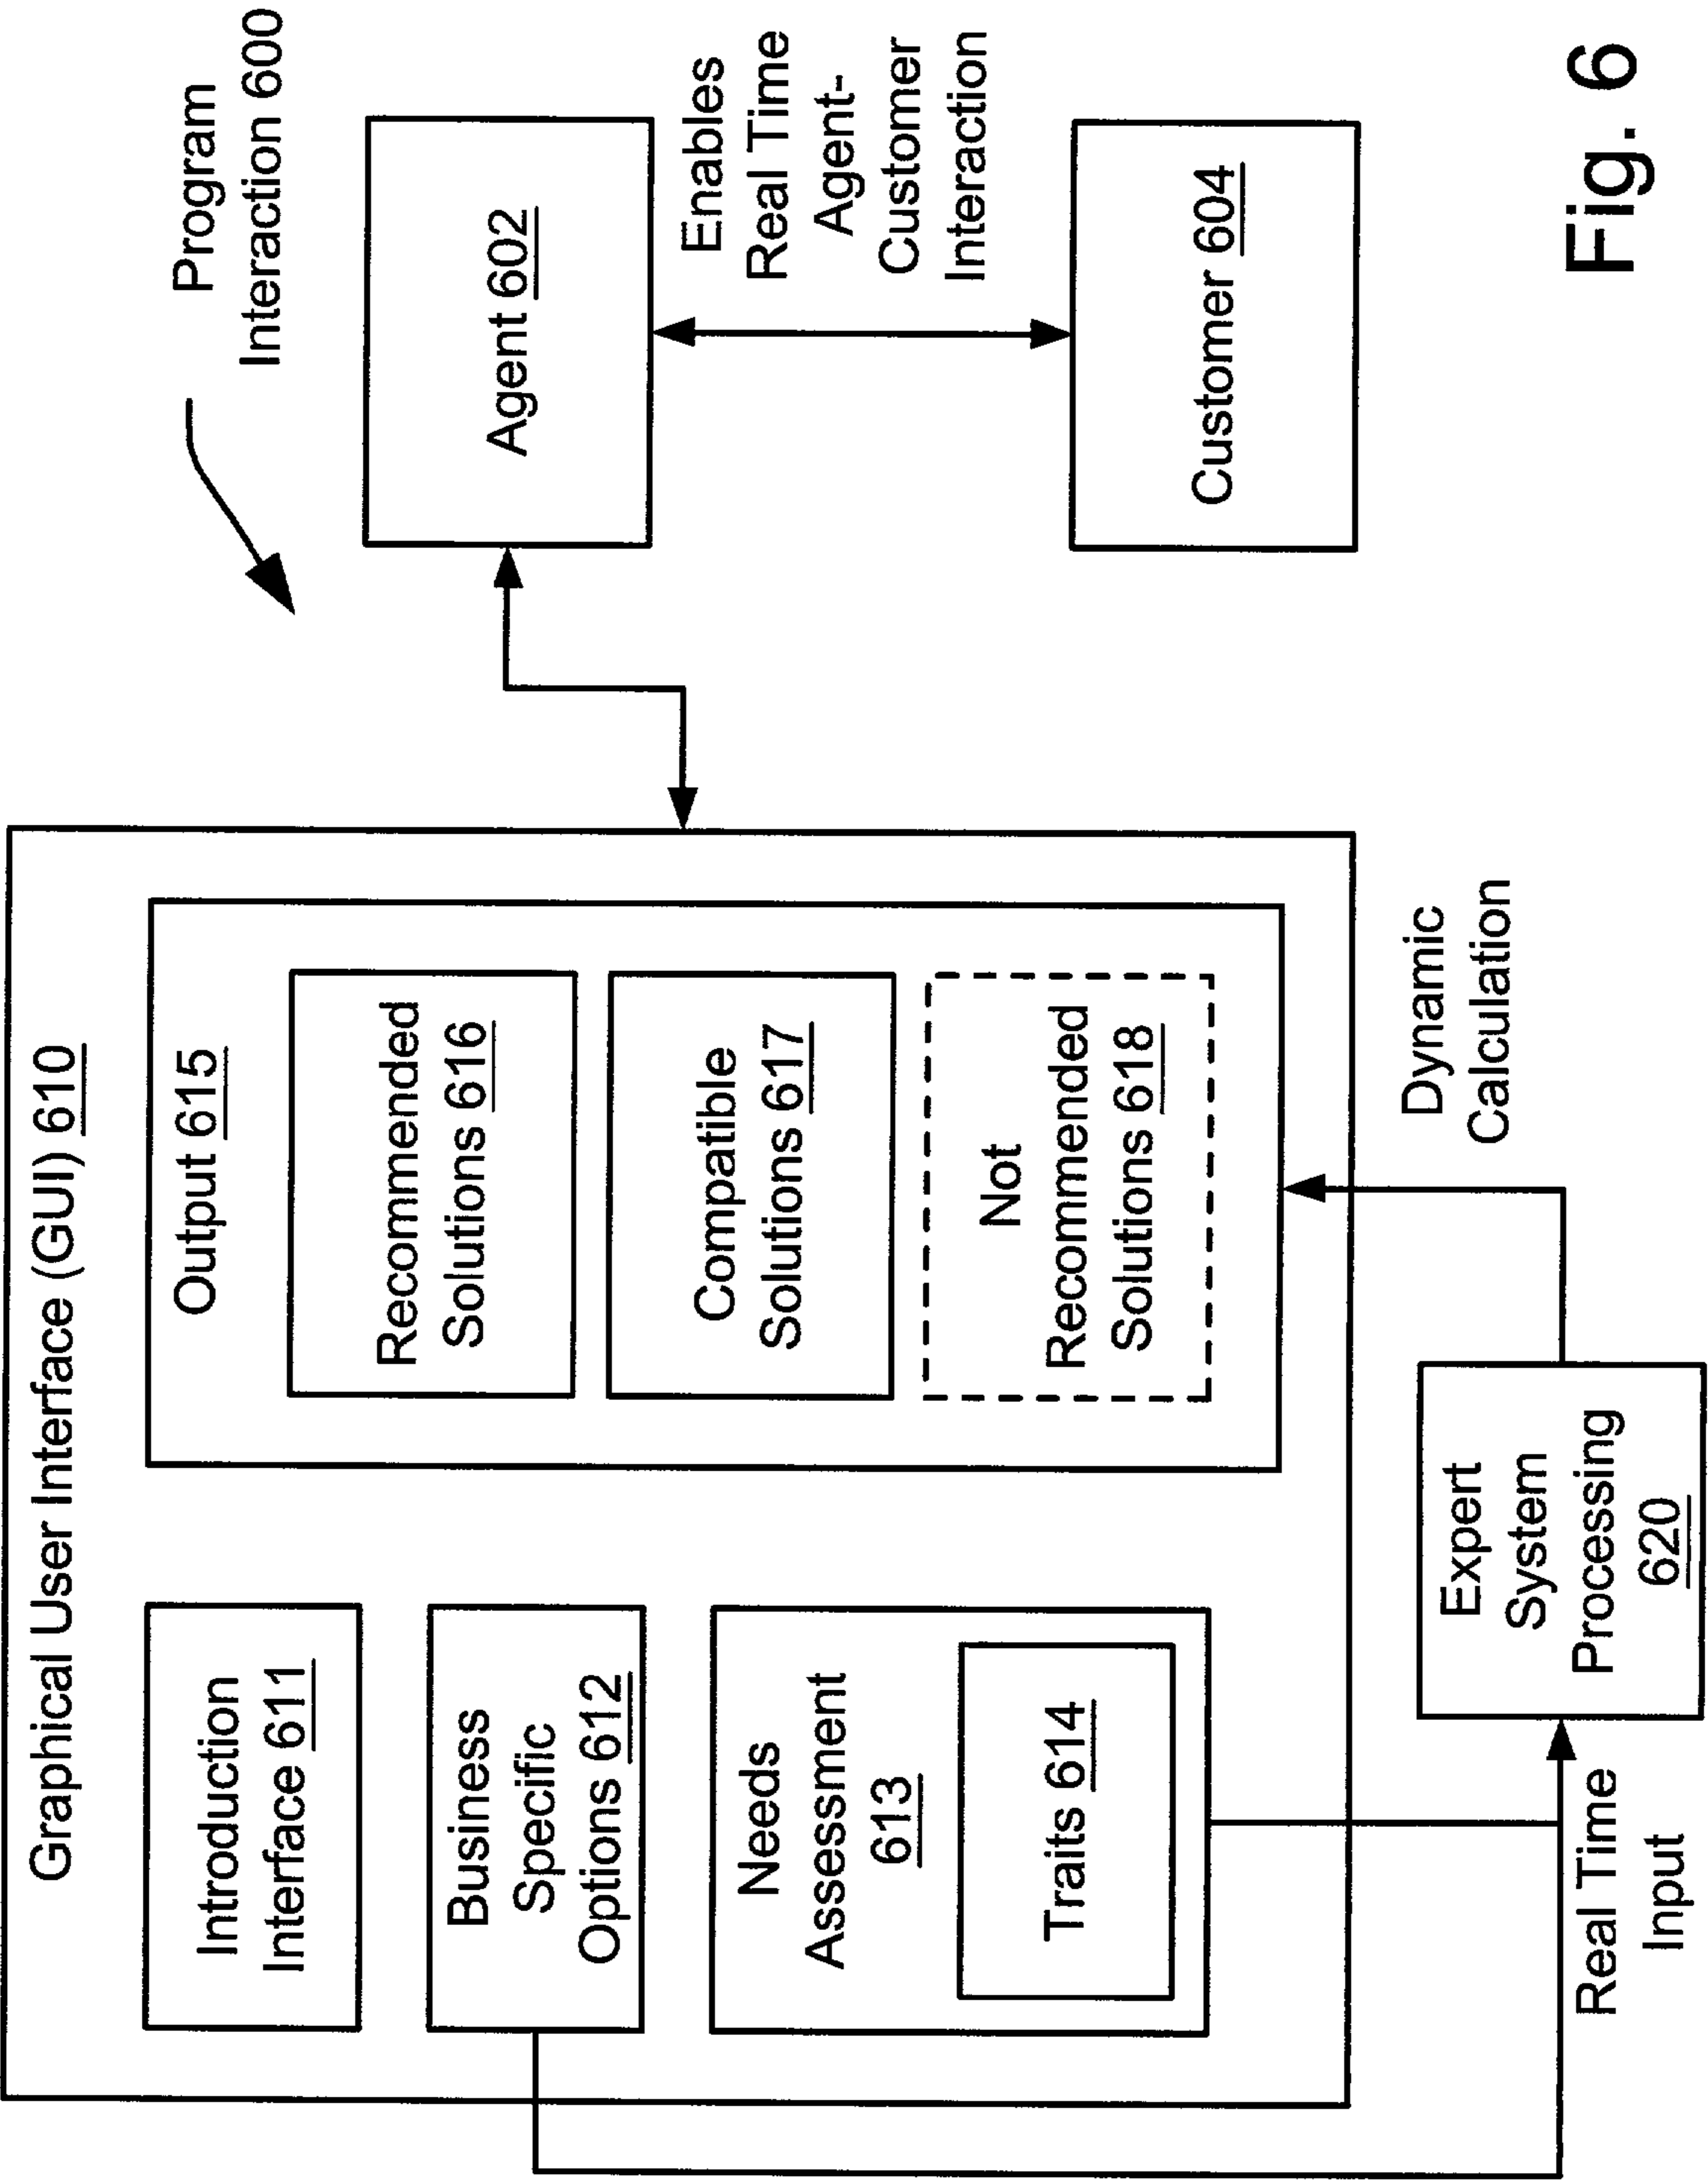 Program
Interaction 600
Graphical User Interface (GUI) 610
Introduction
Interface 611
Business
Specific
Options 612
Needs
Assessment
613
Traits 614
Output 615
Recommended
Solutions 616
Compatible
Solutions 617
Not
Recommended
Solutions 618
Agent 602
Enables
Real Time
Agent-
Customer
Interaction
Customer 604
Expert
System
Processing
620
Real Time
Input
Dynamic
Calculation
Fig. 6